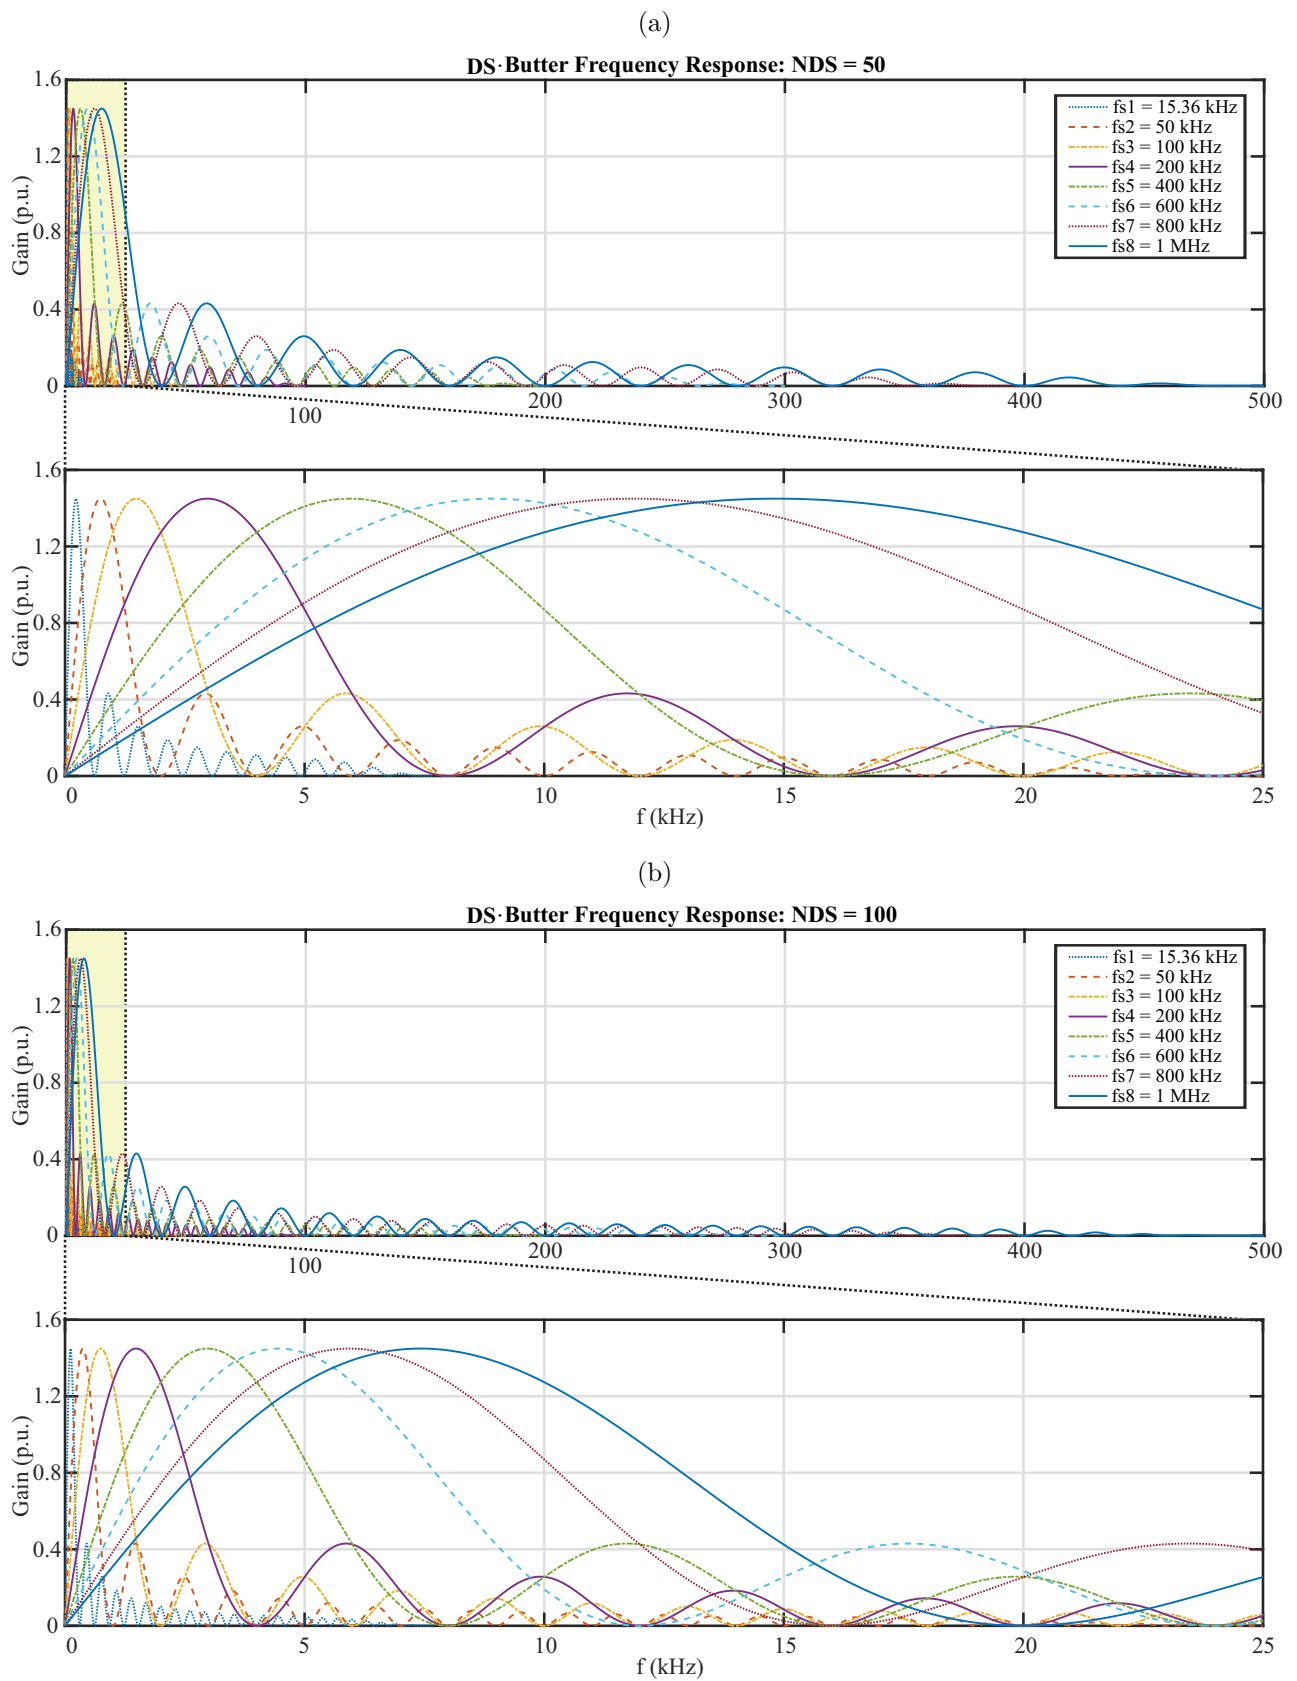 (a)
DS·Butter Frequency Response: NDS = 50
Gain (p.u.)
1.6
1.2
0.8
0.4
0
fs1 = 15.36 kHz
fs2 = 50 kHz
fs3 = 100 kHz
fs4 = 200 kHz
fs5 = 400 kHz
fs6 = 600 kHz
fs7 = 800 kHz
fs8 = 1 MHz
100 200 300 400 500
Gain (p.u.)
1.6
1.2
0.8
0.4
0
0 5 10 15 20 25
f (kHz)
(b)
DS·Butter Frequency Response: NDS = 100
Gain (p.u.)
1.6
1.2
0.8
0.4
0
fs1 = 15.36 kHz
fs2 = 50 kHz
fs3 = 100 kHz
fs4 = 200 kHz
fs5 = 400 kHz
fs6 = 600 kHz
fs7 = 800 kHz
fs8 = 1 MHz
100 200 300 400 500
Gain (p.u.)
1.6
1.2
0.8
0.4
0
0 5 10 15 20 25
f (kHz)